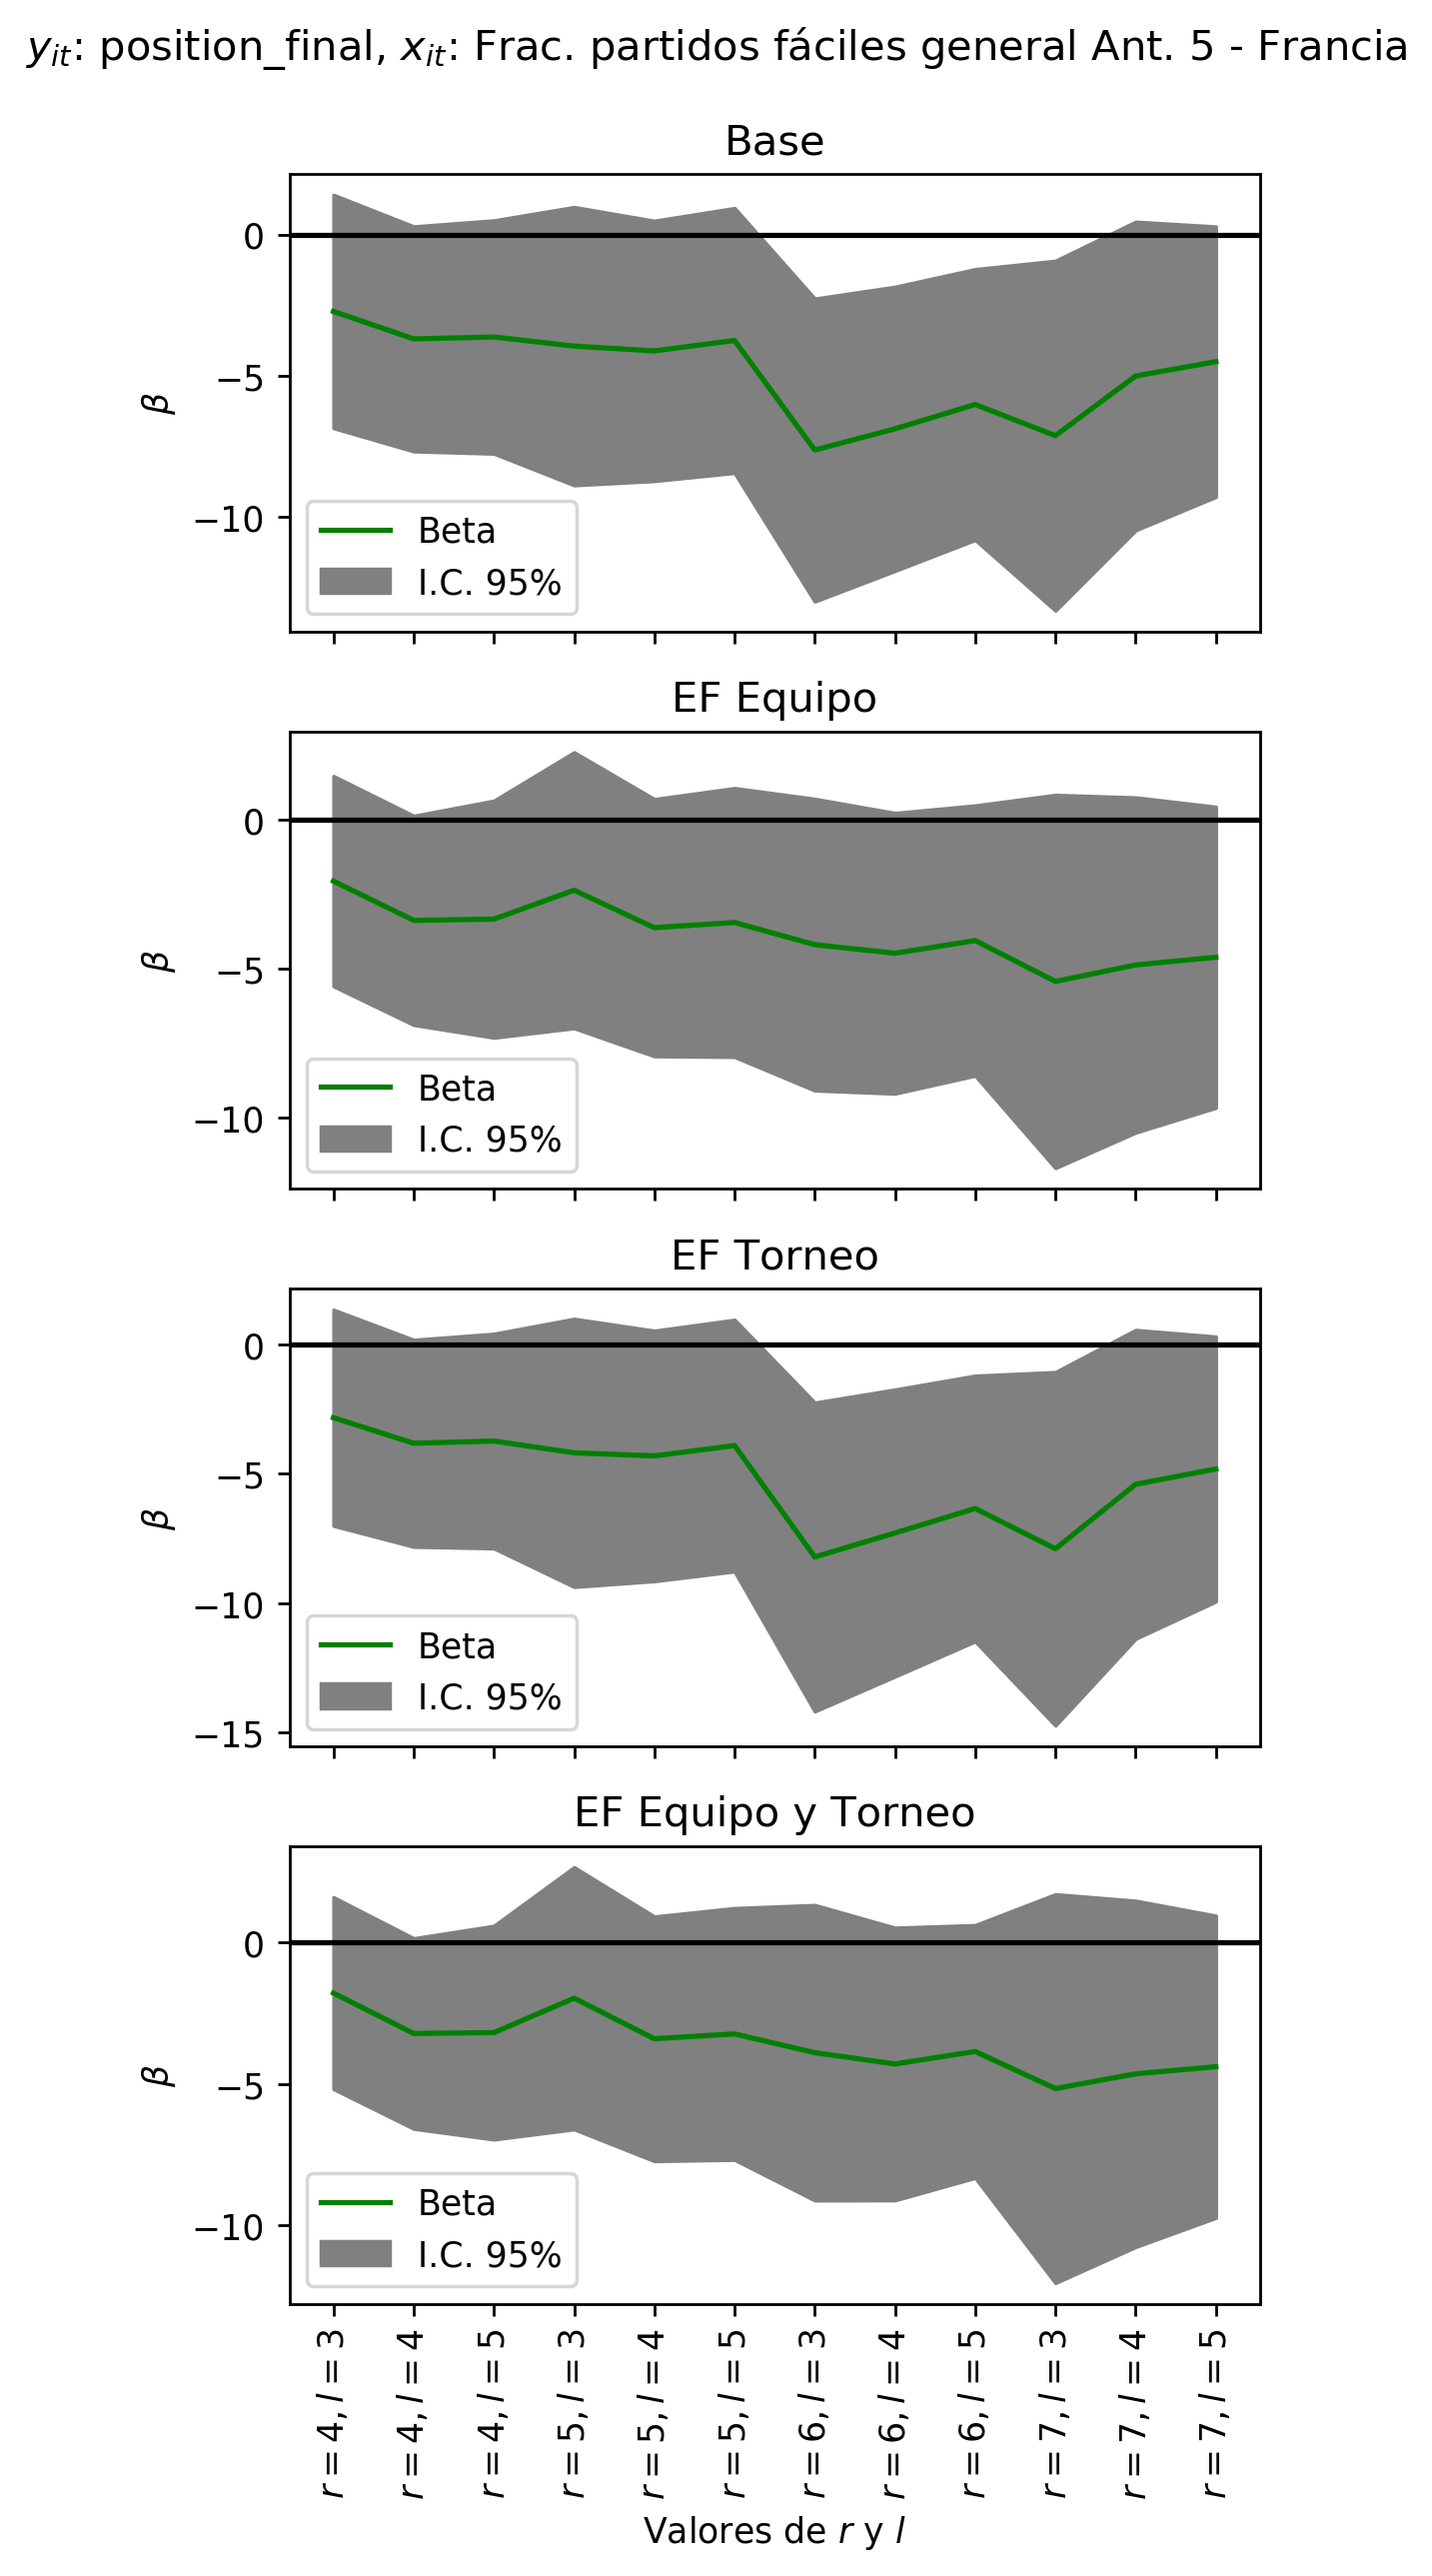 y_it: position_final, x_it: Frac. partidos fáciles general Ant. 5 - Francia
Base
0
−5
−10
β
Beta
I.C. 95%
EF Equipo
0
−5
−10
β
Beta
I.C. 95%
EF Torneo
0
−5
−10
−15
β
Beta
I.C. 95%
EF Equipo y Torneo
0
−5
−10
β
Beta
I.C. 95%
r = 4, l = 3
r = 4, l = 4
r = 4, l = 5
r = 5, l = 3
r = 5, l = 4
r = 5, l = 5
r = 6, l = 3
r = 6, l = 4
r = 6, l = 5
r = 7, l = 3
r = 7, l = 4
r = 7, l = 5
Valores de r y l